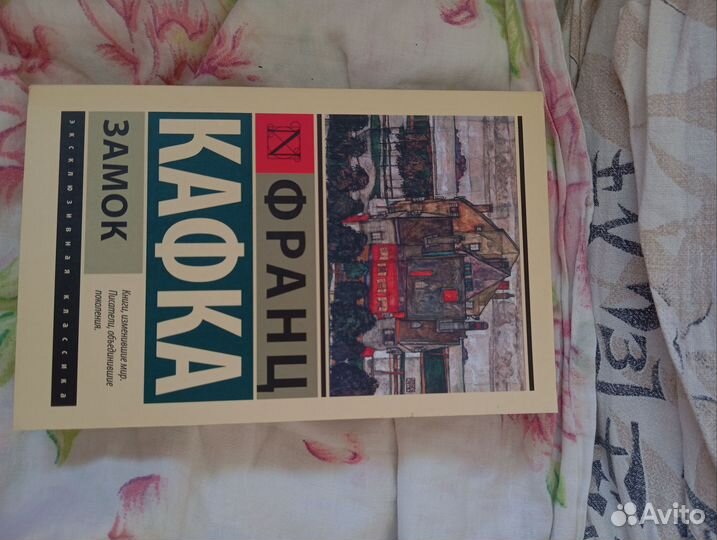 ФРАНЦ
КАФКА
ЗАМОК
Книги, изменившие мир.
Писатели, объединившие
поколения.
эксклюзивная классика
Avito